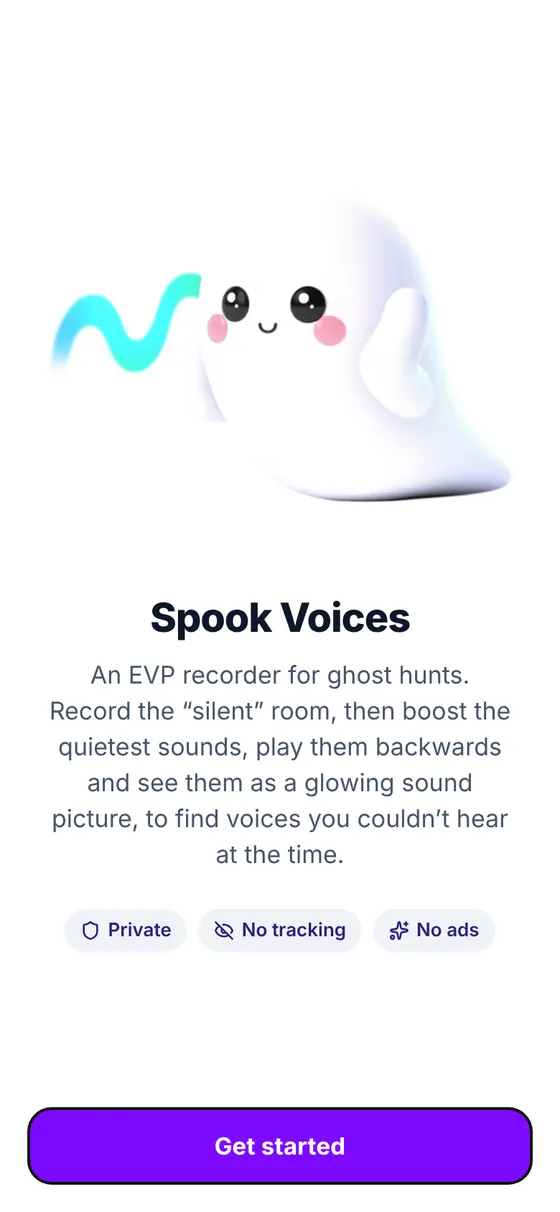 Spook Voices
An EVP recorder for ghost hunts.
Record the “silent” room, then boost the
quietest sounds, play them backwards
and see them as a glowing sound
picture, to find voices you couldn’t hear
at the time.
Private
No tracking
No ads
Get started